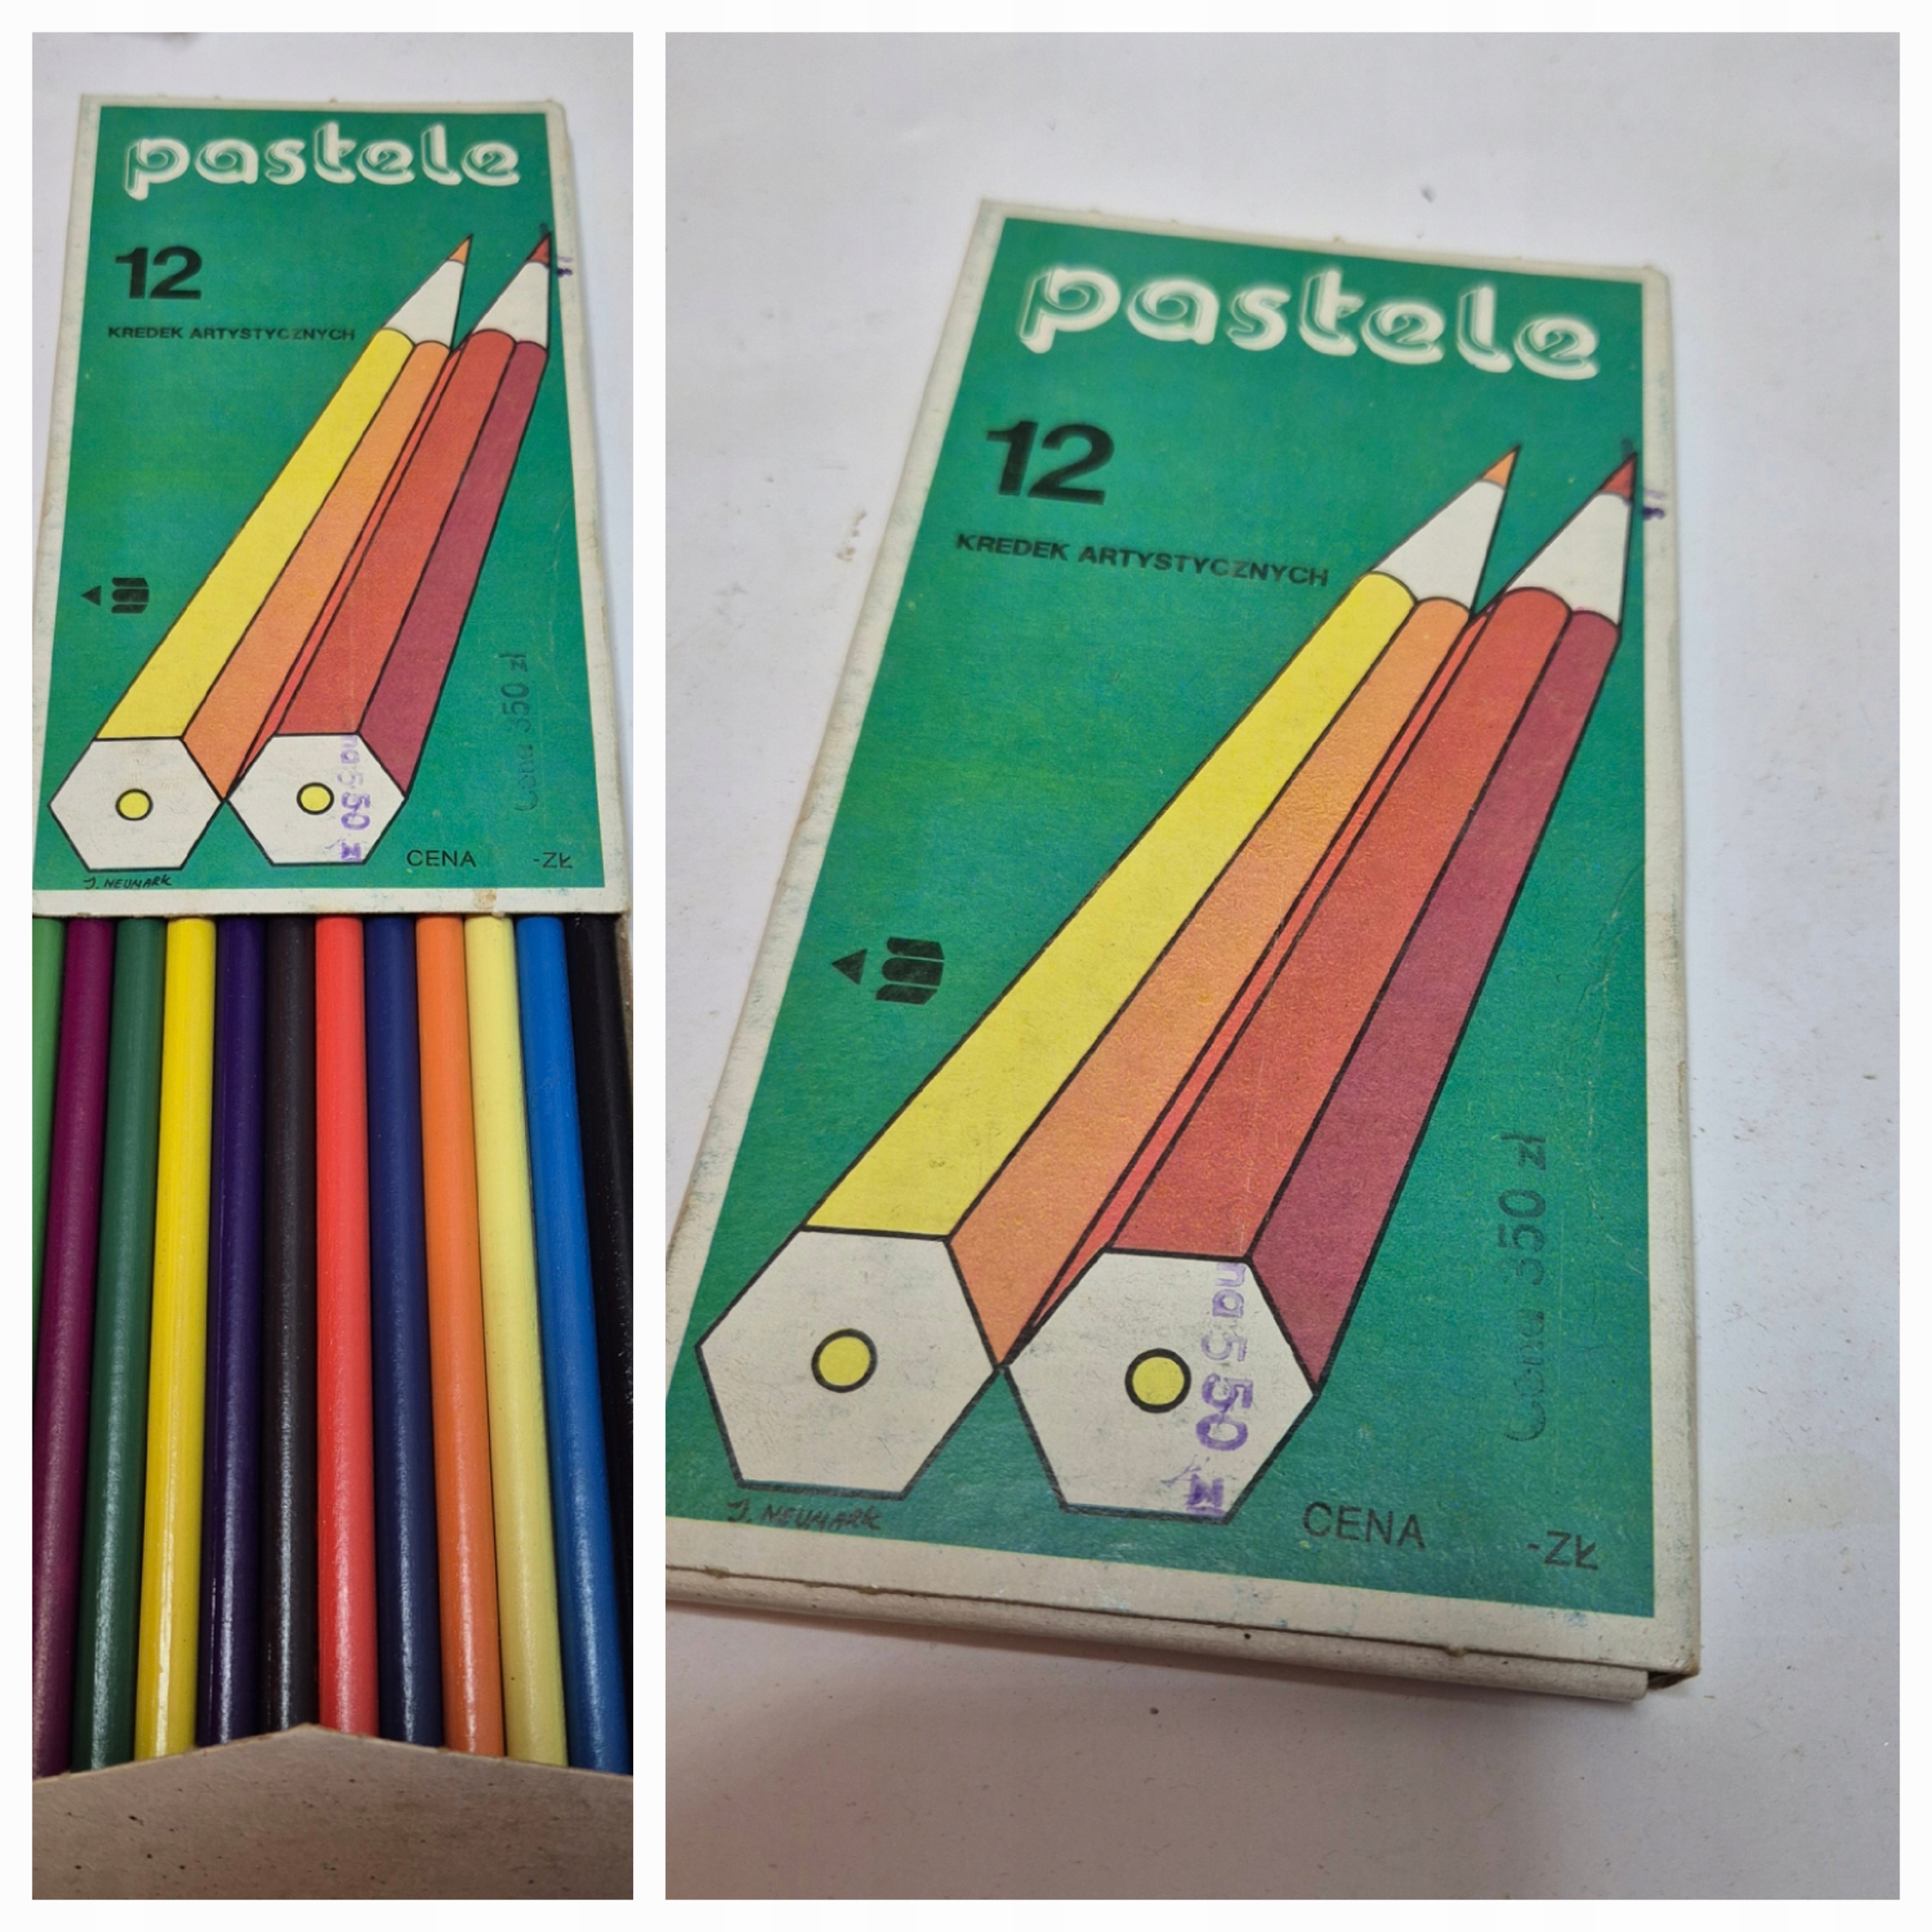 pastele
12
KREDEK ARTYSTYCZNYCH
Cena 350 zł
CENA -ZŁ
J. NEUMARK
pastele
12
KREDEK ARTYSTYCZNYCH
Cena 350 zł
CENA -ZŁ
J. NEUMARK